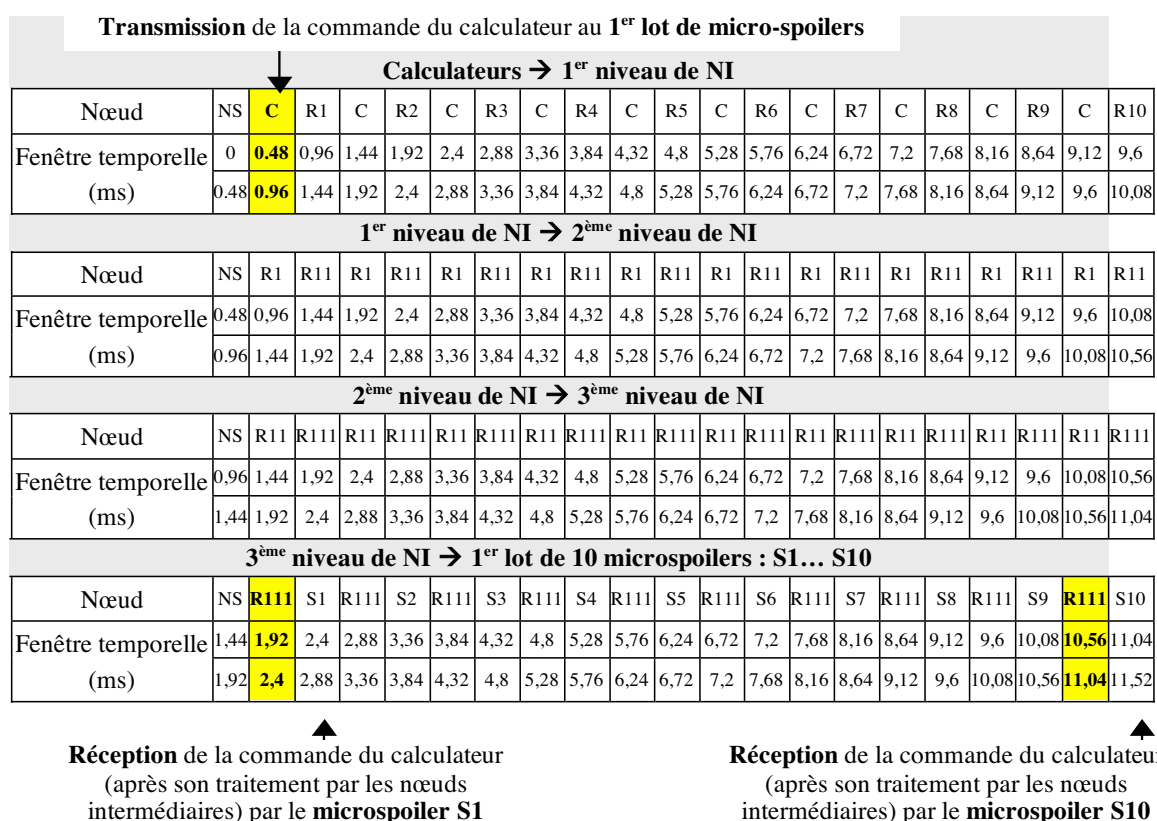 Transmission de la commande du calculateur au 1er lot de micro-spoilers
Calculateurs → 1er niveau de NI
Nœud NS C R1 C R2 C R3 C R4 C R5 C R6 C R7 C R8 C R9 C R10
Fenêtre temporelle 0 0.48 0,96 1,44 1,92 2,4 2,88 3,36 3,84 4,32 4,8 5,28 5,76 6,24 6,72 7,2 7,68 8,16 8,64 9,12 9,6
(ms) 0.48 0.96 1,44 1,92 2,4 2,88 3,36 3,84 4,32 4,8 5,28 5,76 6,24 6,72 7,2 7,68 8,16 8,64 9,12 9,6 10,08
1er niveau de NI → 2ème niveau de NI
Nœud NS R1 R11 R1 R11 R1 R11 R1 R11 R1 R11 R1 R11 R1 R11 R1 R11 R1 R11 R1 R11
Fenêtre temporelle 0.48 0,96 1,44 1,92 2,4 2,88 3,36 3,84 4,32 4,8 5,28 5,76 6,24 6,72 7,2 7,68 8,16 8,64 9,12 9,6 10,08
(ms) 0.96 1,44 1,92 2,4 2,88 3,36 3,84 4,32 4,8 5,28 5,76 6,24 6,72 7,2 7,68 8,16 8,64 9,12 9,6 10,08 10,56
2ème niveau de NI → 3ème niveau de NI
Nœud NS R11 R111 R11 R111 R11 R111 R11 R111 R11 R111 R11 R111 R11 R111 R11 R111 R11 R111 R11 R111
Fenêtre temporelle 0,96 1,44 1,92 2,4 2,88 3,36 3,84 4,32 4,8 5,28 5,76 6,24 6,72 7,2 7,68 8,16 8,64 9,12 9,6 10,08 10,56
(ms) 1,44 1,92 2,4 2,88 3,36 3,84 4,32 4,8 5,28 5,76 6,24 6,72 7,2 7,68 8,16 8,64 9,12 9,6 10,08 10,56 11,04
3ème niveau de NI → 1er lot de 10 microspoilers : S1… S10
Nœud NS R111 S1 R111 S2 R111 S3 R111 S4 R111 S5 R111 S6 R111 S7 R111 S8 R111 S9 R111 S10
Fenêtre temporelle 1,44 1,92 2,4 2,88 3,36 3,84 4,32 4,8 5,28 5,76 6,24 6,72 7,2 7,68 8,16 8,64 9,12 9,6 10,08 10,56 11,04
(ms) 1,92 2,4 2,88 3,36 3,84 4,32 4,8 5,28 5,76 6,24 6,72 7,2 7,68 8,16 8,64 9,12 9,6 10,08 10,56 11,04 11,52
Réception de la commande du calculateur
(après son traitement par les nœuds
intermédiaires) par le microspoiler S1
Réception de la commande du calculateu
(après son traitement par les nœuds
intermédiaires) par le microspoiler S10